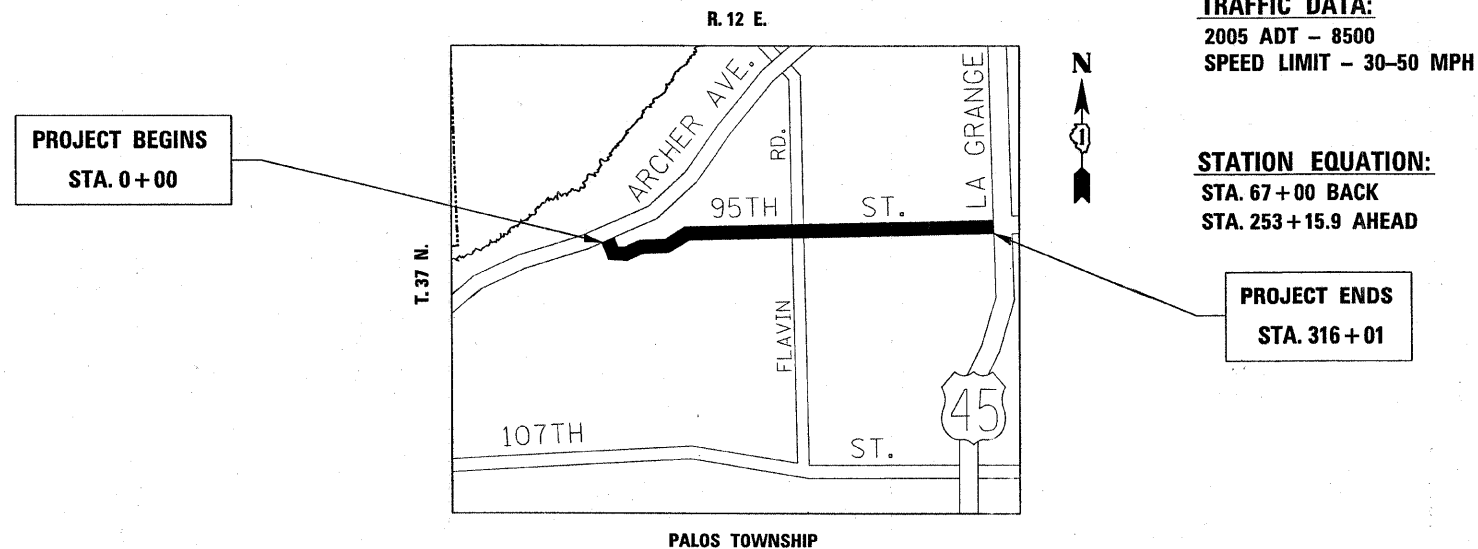 R. 12 E.
TRAFFIC DATA:
2005 ADT – 8500
SPEED LIMIT – 30–50 MPH
N
1
PROJECT BEGINS
STA. 0+00
ARCHER AVE.
RD.
LA GRANGE
95TH ST.
STATION EQUATION:
STA. 67+00 BACK
STA. 253+15.9 AHEAD
T. 37 N.
FLAVIN
PROJECT ENDS
STA. 316+01
45
107TH ST.
PALOS TOWNSHIP